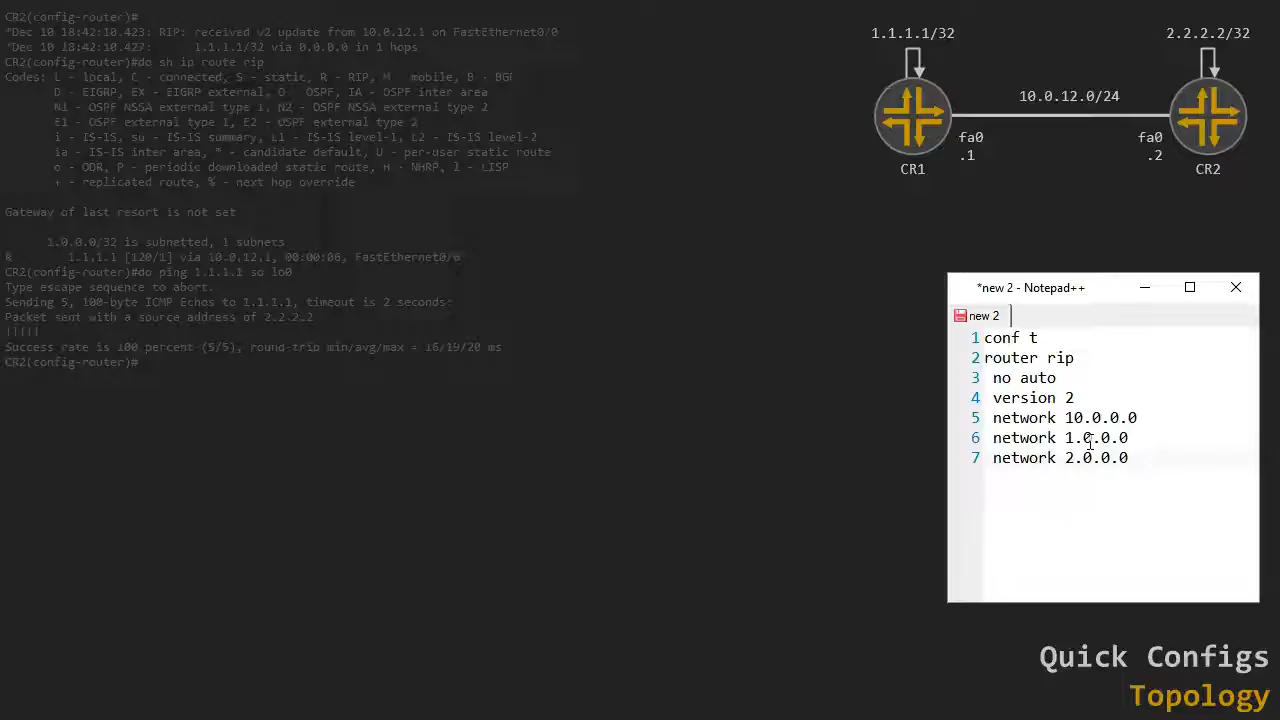 CR2(config-router)#
*Dec 10 18:42:10.423: RIP: received v2 update from 10.0.12.1 on FastEthernet0/0
*Dec 10 18:42:10.427:      1.1.1.1/32 via 0.0.0.0 in 1 hops
CR2(config-router)#do sh ip route rip
Codes: L - local, C - connected, S - static, R - RIP, M   mobile, B - BGP
D - EIGRP, EX - EIGRP external, O   OSPF, IA - OSPF inter area
N1 - OSPF NSSA external type 1, N2 - OSPF NSSA external type 2
E1 - OSPF external type 1, E2 - OSPF external type 2
i - IS-IS, su - IS-IS summary, L1 - IS-IS level-1, L2 - IS-IS level-2
ia - IS-IS inter area, * - candidate default, U - per-user static route
o - ODR, P - periodic downloaded static route, H - NHRP, l - LISP
+ - replicated route, % - next hop override
Gateway of last resort is not set
1.0.0.0/32 is subnetted, 1 subnets
R        1.1.1.1 [120/1] via 10.0.12.1, 00:00:06, FastEthernet0/0
CR2(config-router)#do ping 1.1.1.1 so lo0
Type escape sequence to abort.
Sending 5, 100-byte ICMP Echos to 1.1.1.1, timeout is 2 seconds:
Packet sent with a source address of 2.2.2.2
!!!!!
Success rate is 100 percent (5/5), round-trip min/avg/max = 16/19/20 ms
CR2(config-router)#
1.1.1.1/32
2.2.2.2/32
10.0.12.0/24
fa0
.1
fa0
.2
CR1
CR2
*new 2 - Notepad++
new 2
1 conf t
2 router rip
3 no auto
4 version 2
5 network 10.0.0.0
6 network 1.0.0.0
7 network 2.0.0.0
Quick Configs
Topology